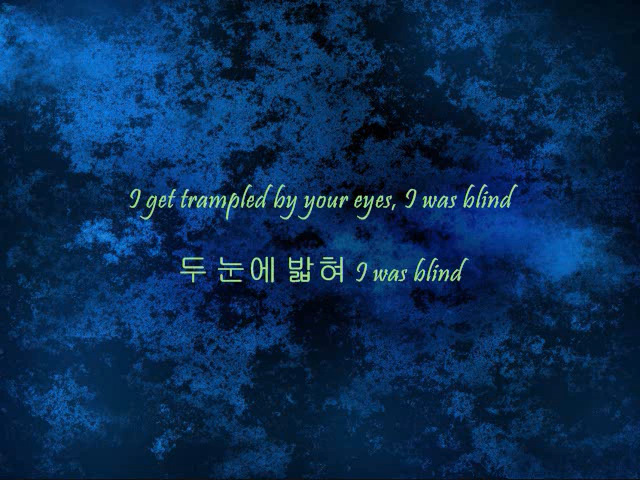 I get trampled by your eyes, I was blind
두 눈에 밟혀 I was blind